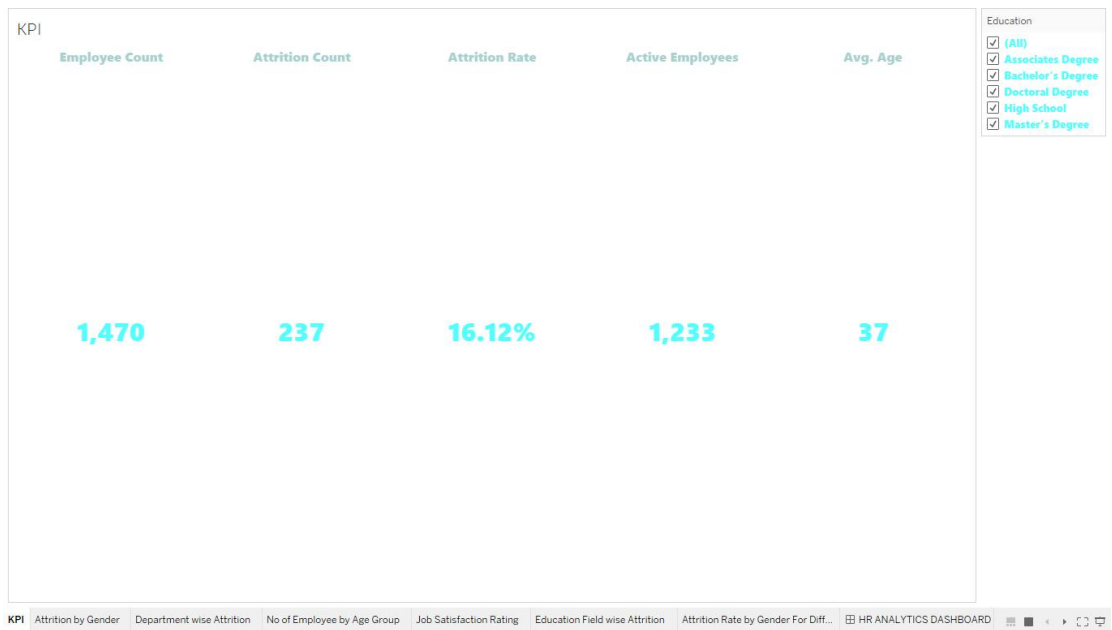 KPI
Employee Count Attrition Count Attrition Rate Active Employees Avg. Age
1,470 237 16.12% 1,233 37
Education
(All)
Associates Degree
Bachelor's Degree
Doctoral Degree
High School
Master's Degree
KPI Attrition by Gender Department wise Attrition No of Employee by Age Group Job Satisfaction Rating Education Field wise Attrition Attrition Rate by Gender For Diff... HR ANALYTICS DASHBOARD